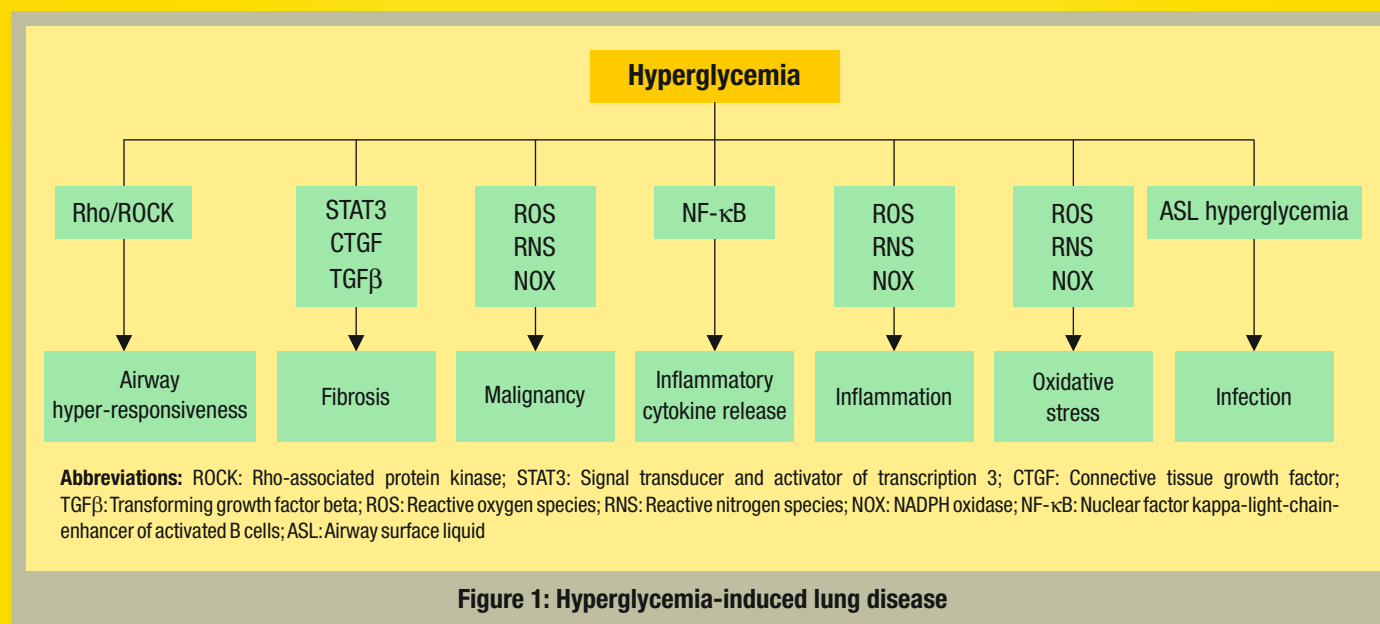 Hyperglycemia
Rho/ROCK
STAT3
CTGF
TGFβ
ROS
RNS
NOX
NF-κB
ROS
RNS
NOX
ROS
RNS
NOX
ASL hyperglycemia
Airway
hyper-responsiveness
Fibrosis
Malignancy
Inflammatory
cytokine release
Inflammation
Oxidative
stress
Infection
Abbreviations: ROCK: Rho-associated protein kinase; STAT3: Signal transducer and activator of transcription 3; CTGF: Connective tissue growth factor;
TGFβ: Transforming growth factor beta; ROS: Reactive oxygen species; RNS: Reactive nitrogen species; NOX: NADPH oxidase; NF-κB: Nuclear factor kappa-light-chain-
enhancer of activated B cells; ASL: Airway surface liquid
Figure 1: Hyperglycemia-induced lung disease